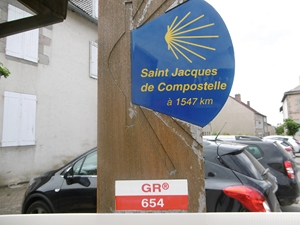 Saint Jacques
de Compostelle
à 1547 km
GR®
654